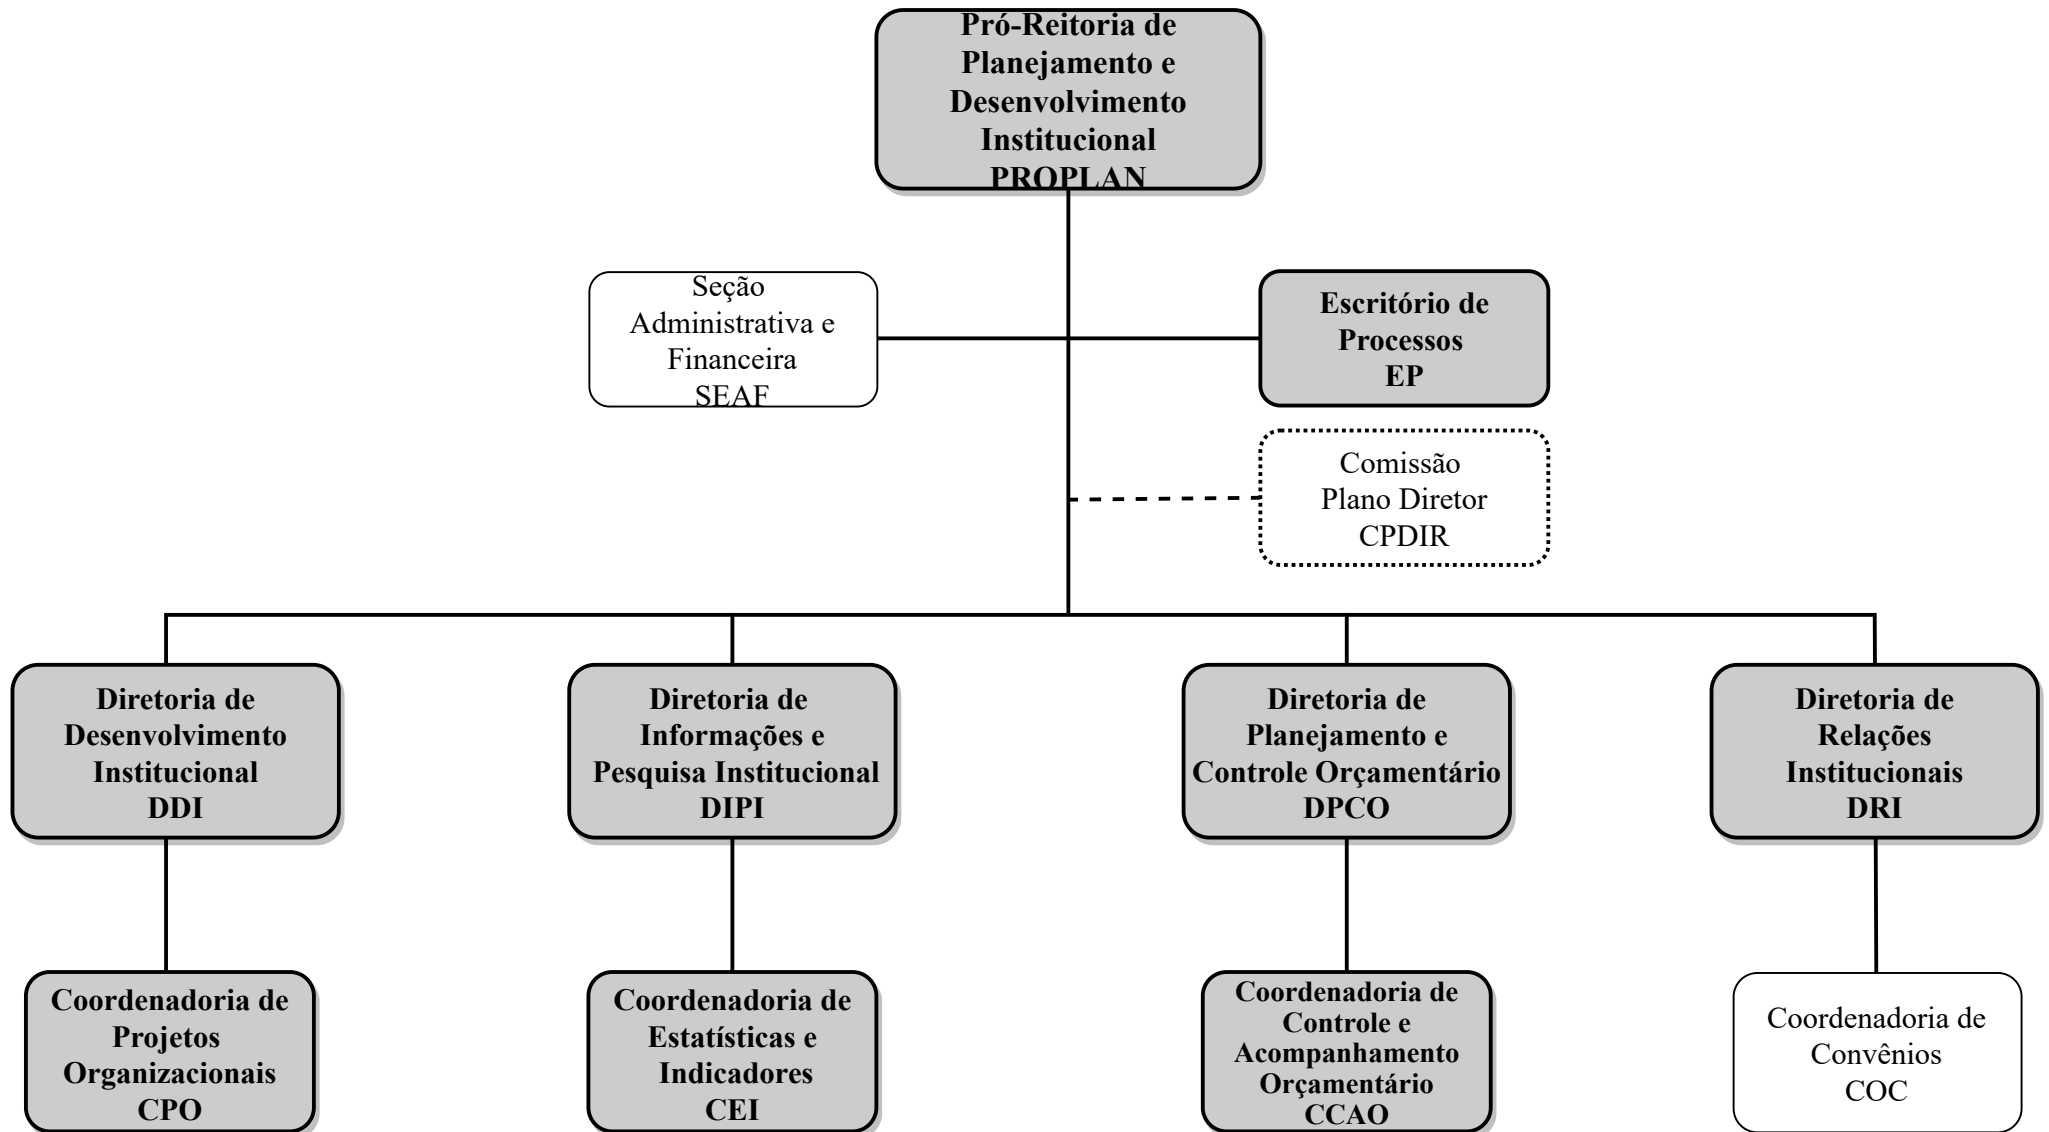 Pró-Reitoria de
Planejamento e
Desenvolvimento
Institucional
PROPLAN
Seção
Administrativa e
Financeira
SEAF
Escritório de
Processos
EP
Comissão
Plano Diretor
CPDIR
Diretoria de
Desenvolvimento
Institucional
DDI
Diretoria de
Informações e
Pesquisa Institucional
DIPI
Diretoria de
Planejamento e
Controle Orçamentário
DPCO
Diretoria de
Relações
Institucionais
DRI
Coordenadoria de
Projetos
Organizacionais
CPO
Coordenadoria de
Estatísticas e
Indicadores
CEI
Coordenadoria de
Controle e
Acompanhamento
Orçamentário
CCAO
Coordenadoria de
Convênios
COC